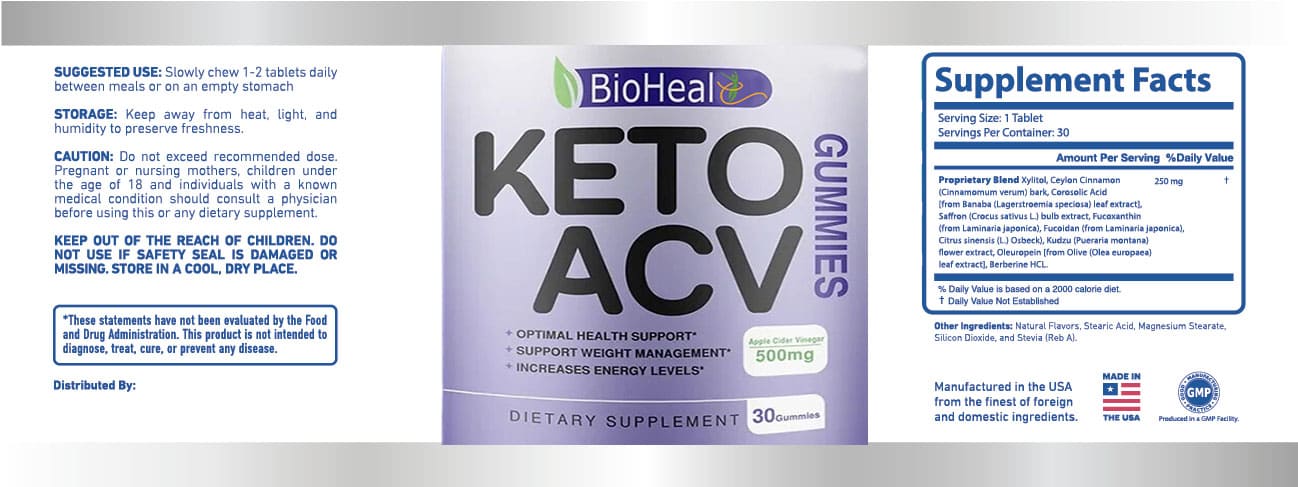 SUGGESTED USE: Slowly chew 1-2 tablets daily
between meals or on an empty stomach
STORAGE: Keep away from heat, light, and
humidity to preserve freshness.
CAUTION: Do not exceed recommended dose.
Pregnant or nursing mothers, children under
the age of 18 and individuals with a known
medical condition should consult a physician
before using this or any dietary supplement.
KEEP OUT OF THE REACH OF CHILDREN. DO
NOT USE IF SAFETY SEAL IS DAMAGED OR
MISSING. STORE IN A COOL, DRY PLACE.
*These statements have not been evaluated by the Food
and Drug Administration. This product is not intended to
diagnose, treat, cure, or prevent any disease.
Distributed By:
BioHeal
KETO
ACV
GUMMIES
+ OPTIMAL HEALTH SUPPORT*
+ SUPPORT WEIGHT MANAGEMENT*
+ INCREASES ENERGY LEVELS*
Apple Cider Vinegar
500mg
DIETARY SUPPLEMENT
30 Gummies
Supplement Facts
Serving Size: 1 Tablet
Servings Per Container: 30
Amount Per Serving %Daily Value
Proprietary Blend Xylitol, Ceylon Cinnamon 250 mg †
(Cinnamomum verum) bark, Corosolic Acid
[from Banaba (Lagerstroemia speciosa) leaf extract],
Saffron (Crocus sativus L.) bulb extract, Fucoxanthin
(from Laminaria japonica), Fucoidan (from Laminaria japonica),
Citrus sinensis (L.) Osbeck), Kudzu (Pueraria montana)
flower extract, Oleuropein [from Olive (Olea europaea)
leaf extract], Berberine HCL.
% Daily Value is based on a 2000 calorie diet.
† Daily Value Not Established
Other Ingredients: Natural Flavors, Stearic Acid, Magnesium Stearate,
Silicon Dioxide, and Stevia (Reb A).
Manufactured in the USA
from the finest of foreign
and domestic ingredients.
MADE IN
THE USA
GOOD MANUFACTURING PRACTICE
GMP
Produced in a GMP Facility.